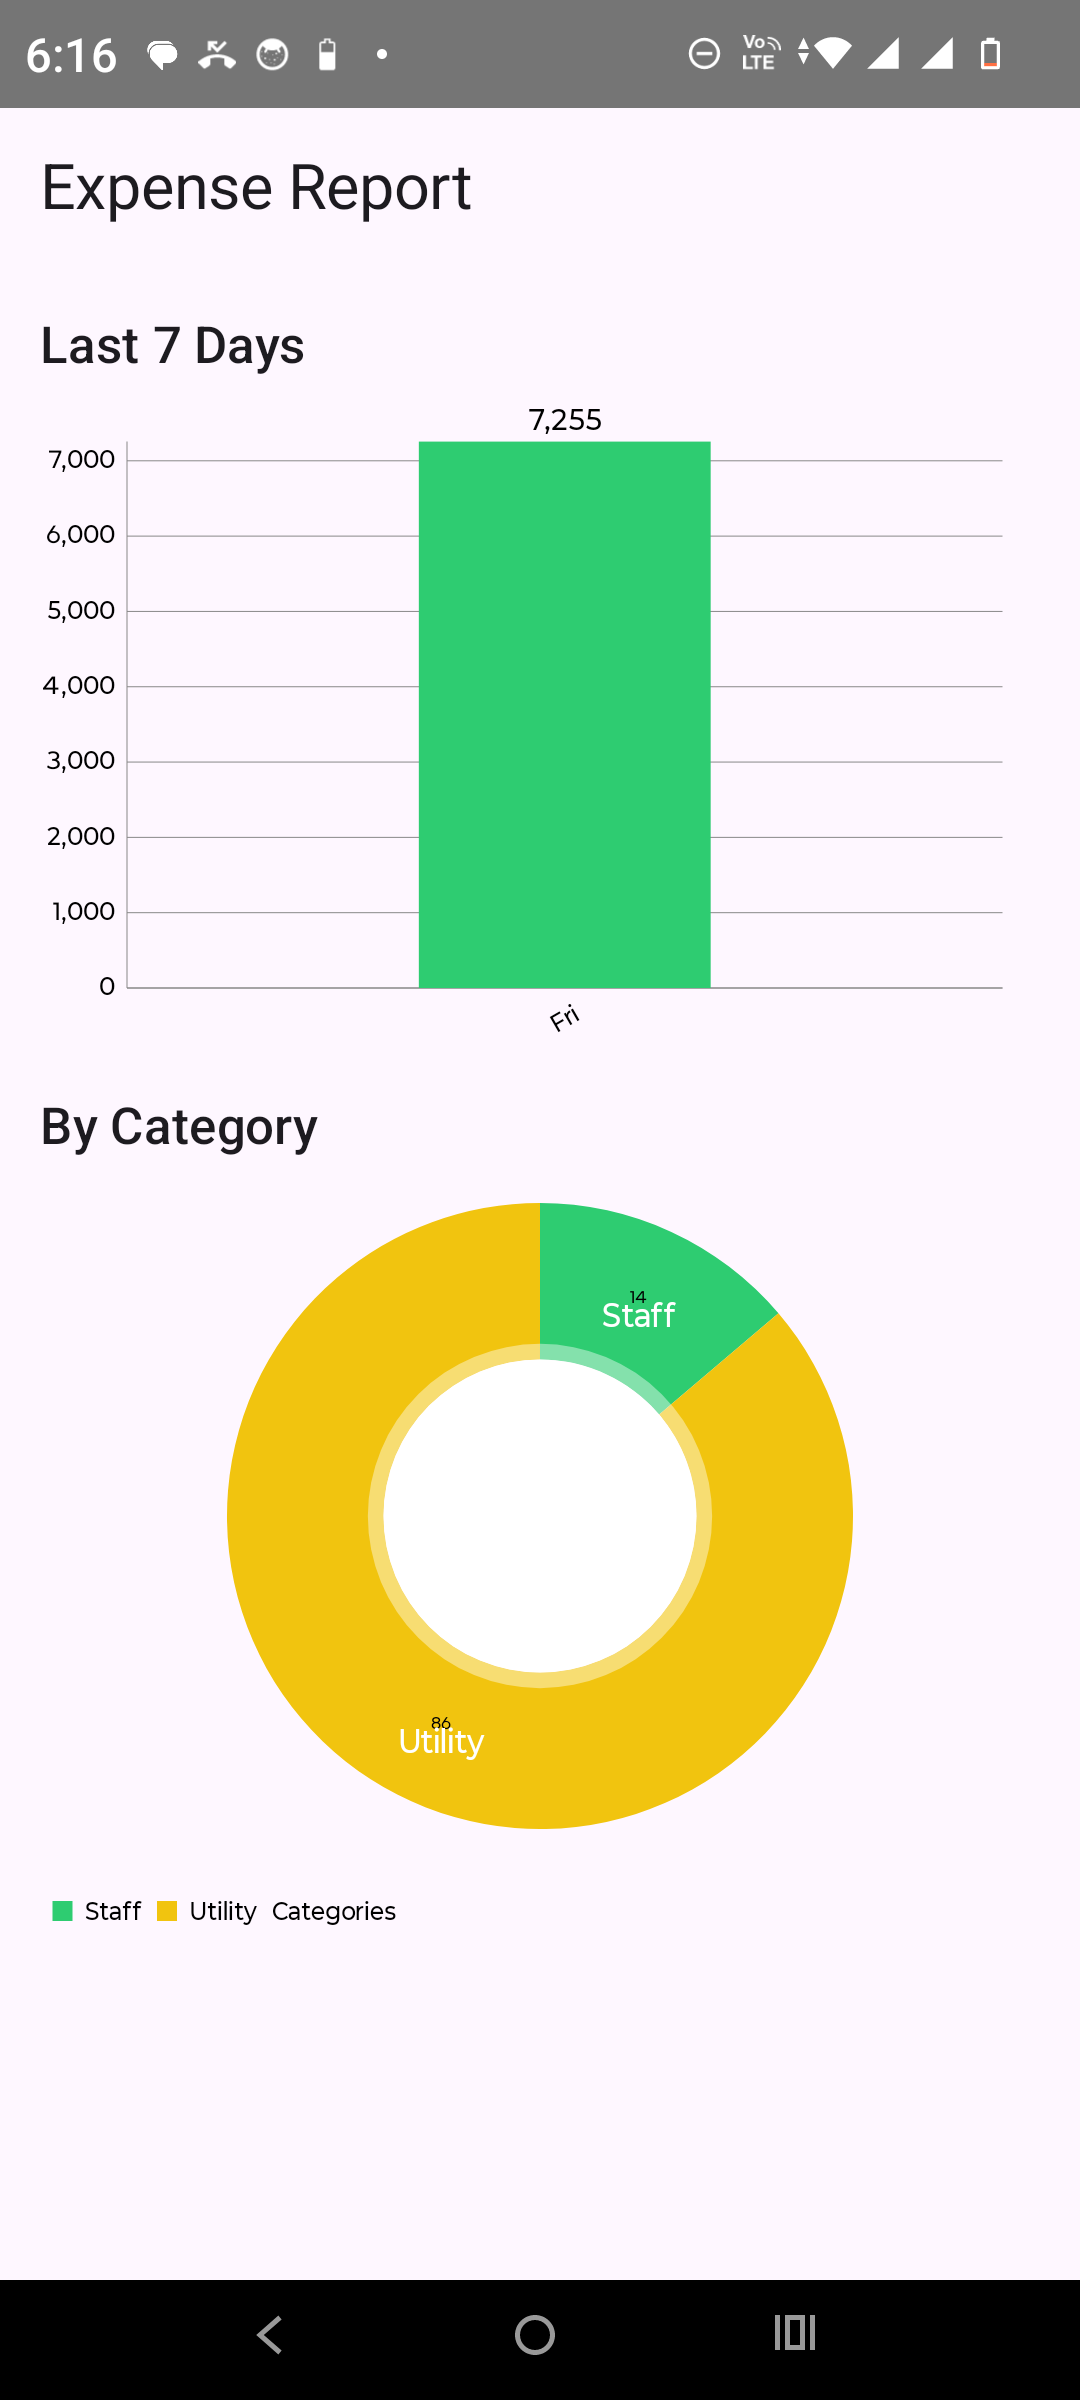 6:16
Vo
LTE
Expense Report
Last 7 Days
7,255
7,000
6,000
5,000
4,000
3,000
2,000
1,000
0
Fri
By Category
14
Staff
86
Utility
Staff Utility Categories